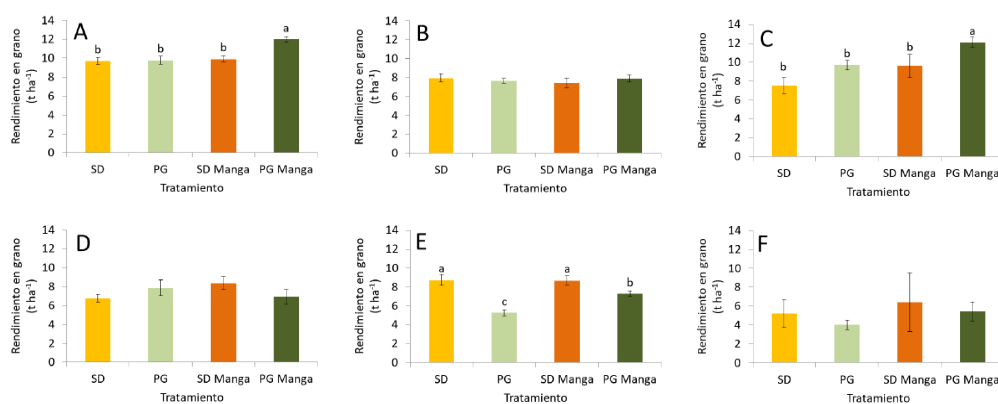 A
Rendimiento en grano
(t ha-1)
14
12
10
8
6
4
2
0
b
b
b
a
SD
PG
SD Manga
PG Manga
Tratamiento
B
Rendimiento en grano
(t ha-1)
14
12
10
8
6
4
2
0
SD
PG
SD Manga
PG Manga
Tratamiento
C
Rendimiento en grano
(t ha-1)
14
12
10
8
6
4
2
0
b
b
b
a
SD
PG
SD Manga
PG Manga
Tratamiento
D
Rendimiento en grano
(t ha-1)
14
12
10
8
6
4
2
0
SD
PG
SD Manga
PG Manga
Tratamiento
E
Rendimiento en grano
(t ha-1)
14
12
10
8
6
4
2
0
a
c
a
b
SD
PG
SD Manga
PG Manga
Tratamiento
F
Rendimiento en grano
(t ha-1)
14
12
10
8
6
4
2
0
SD
PG
SD Manga
PG Manga
Tratamiento